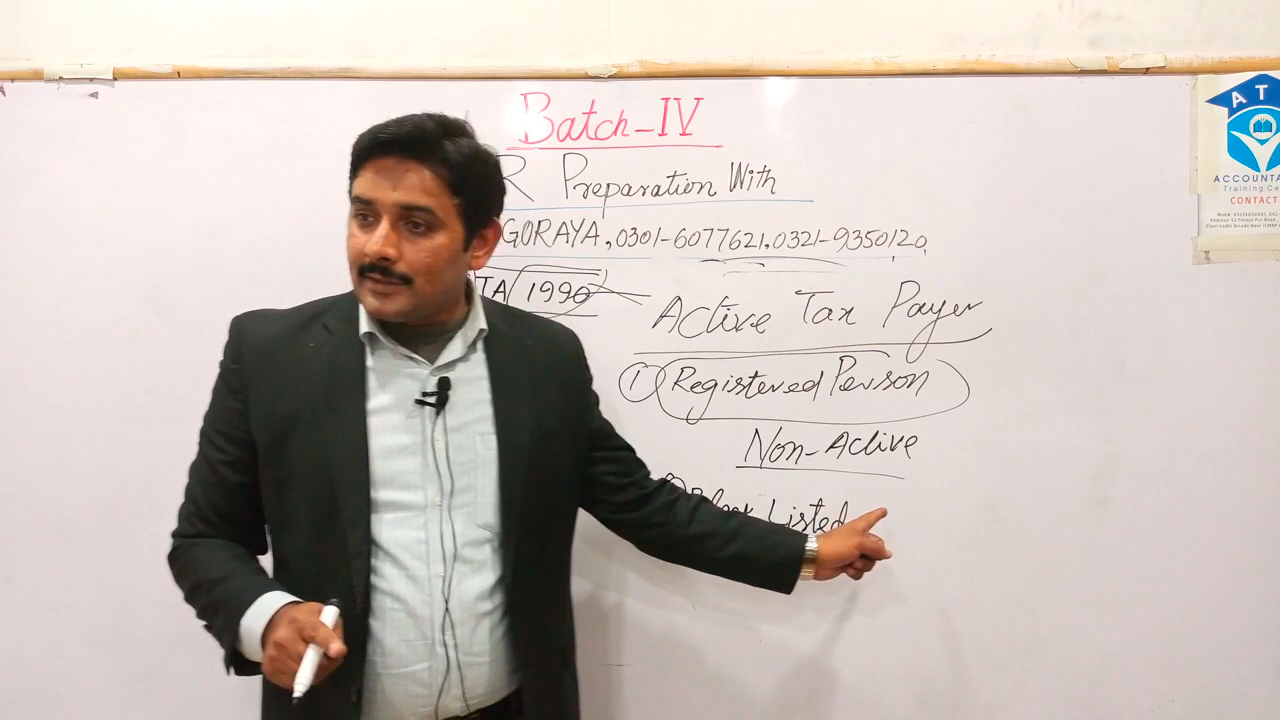 Batch-IV
R Preparation With
GORAYA, 0301-6077621, 0321-9350120
TA 1990
Active Tax Payer
① Registered Person
Non-Active
Listed
AT
ACCOUNTA
Training Ce
CONTACT